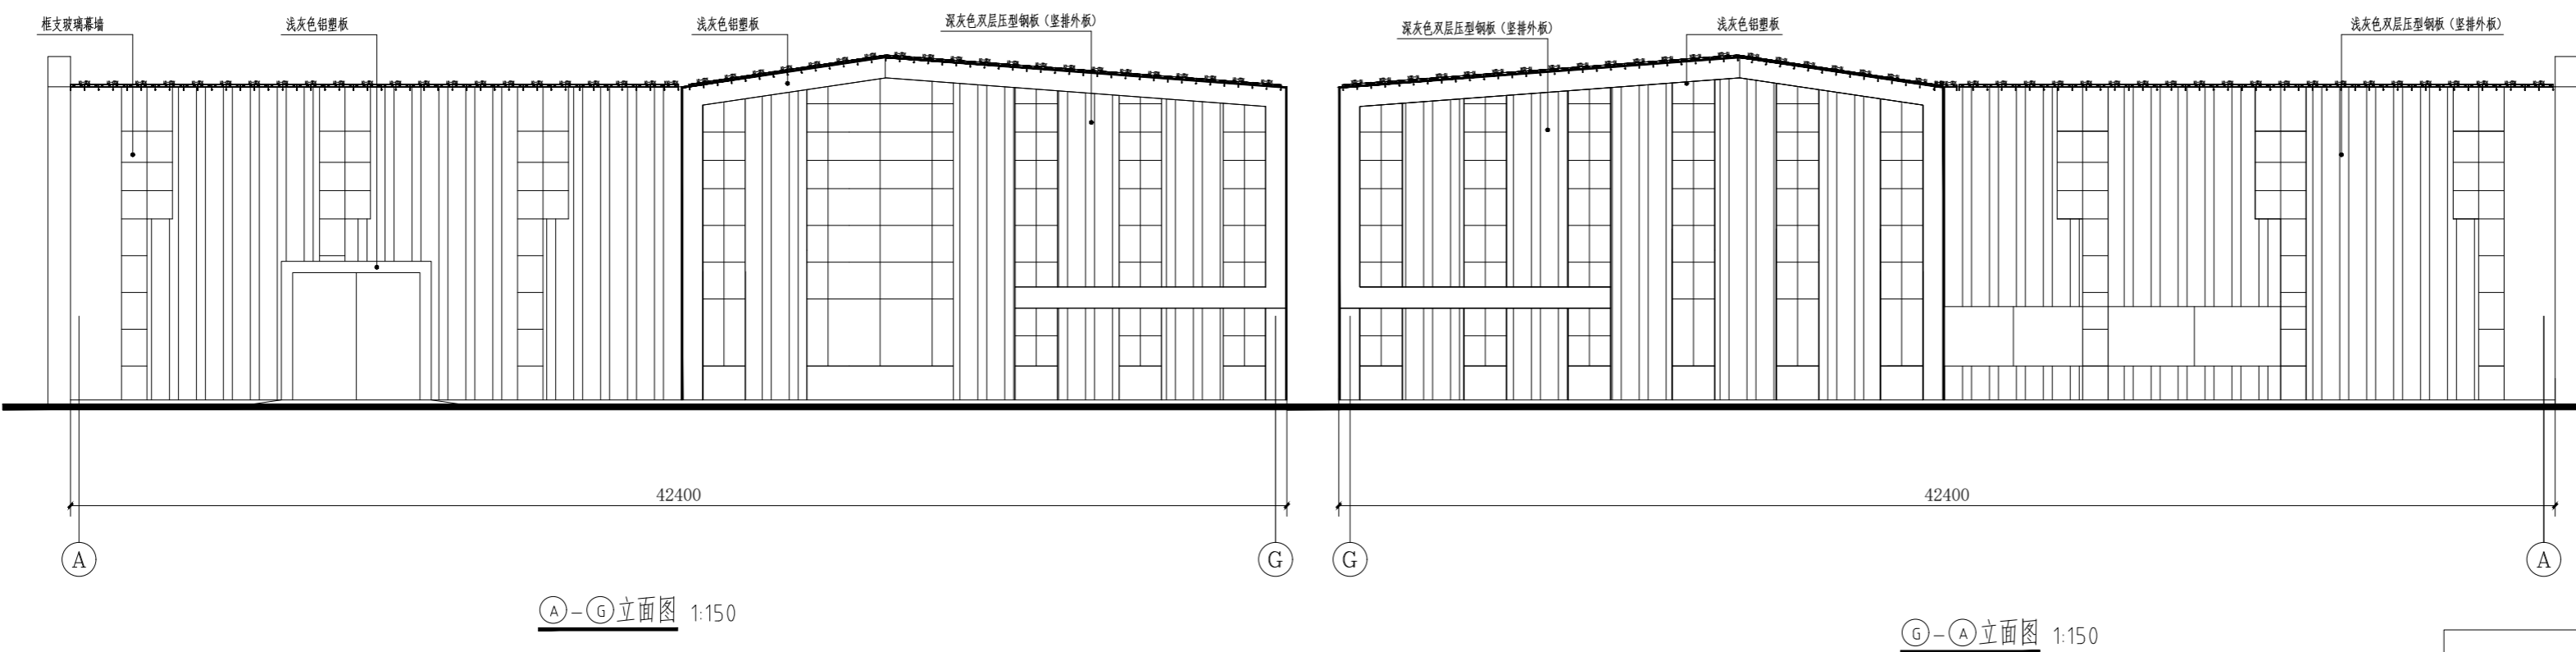 框支玻璃幕墙
浅灰色铝塑板
浅灰色铝塑板
深灰色双层压型钢板(竖排外板)
深灰色双层压型钢板(竖排外板)
浅灰色铝塑板
浅灰色双层压型钢板(竖排外板)
42400
42400
A
G
G
A
A-G立面图 1:150
G-A立面图 1:150